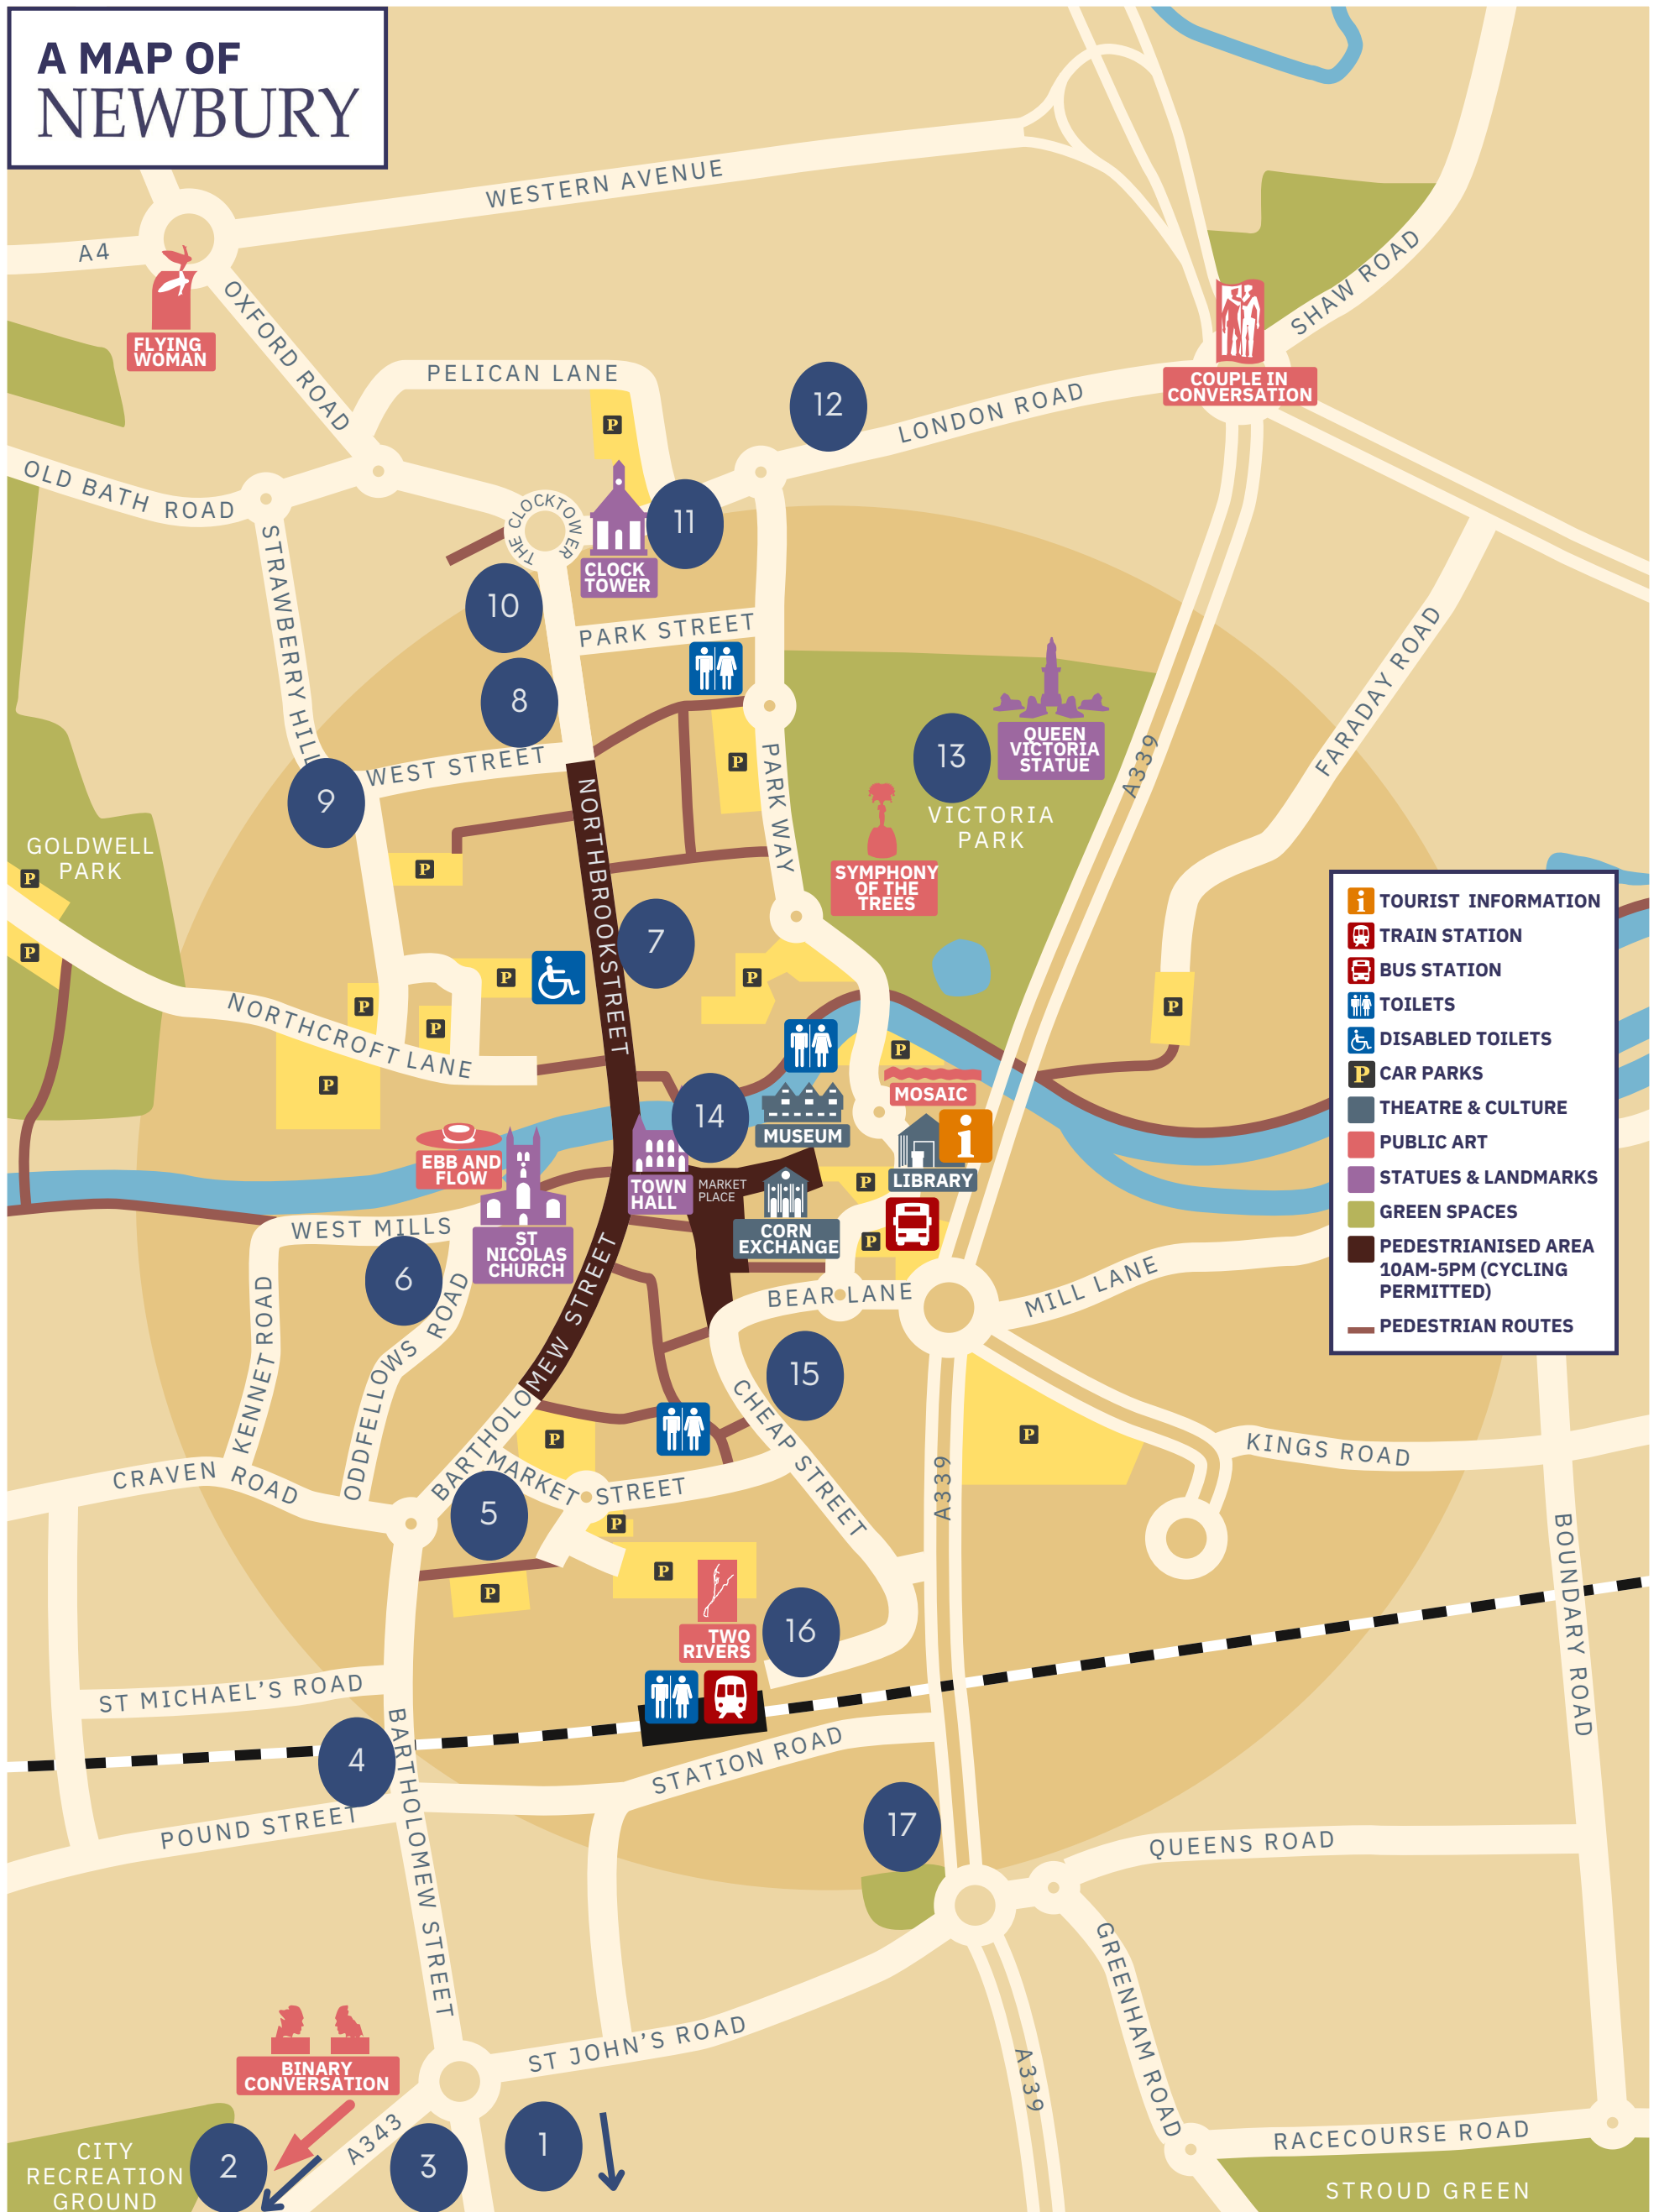 A MAP OF
NEWBURY
WESTERN AVENUE
A4
OXFORD ROAD
FLYING
WOMAN
SHAW ROAD
COUPLE IN
CONVERSATION
PELICAN LANE
P
12
LONDON ROAD
OLD BATH ROAD
THE CLOCKTOWER
11
CLOCK
TOWER
STRAWBERRY HILL
10
PARK STREET
8
FARADAY ROAD
QUEEN
VICTORIA
STATUE
13
A339
WEST STREET
P
PARK WAY
9
NORTHBROOK STREET
VICTORIA
PARK
GOLDWELL
PARK
P
P
SYMPHONY
OF THE
TREES
P
7
P
P
P
P
P
P
NORTHCROFT LANE
P
P
MOSAIC
14
MUSEUM
i
LIBRARY
EBB AND
FLOW
TOWN
HALL
MARKET
PLACE
P
CORN
EXCHANGE
P
WEST MILLS
ST
NICOLAS
CHURCH
6
TOURIST INFORMATION
TRAIN STATION
BUS STATION
TOILETS
DISABLED TOILETS
P
CAR PARKS
THEATRE & CULTURE
PUBLIC ART
STATUES & LANDMARKS
GREEN SPACES
PEDESTRIANISED AREA
10AM-5PM (CYCLING
PERMITTED)
PEDESTRIAN ROUTES
i
BEAR LANE
MILL LANE
KENNET ROAD
ODDFELLOWS ROAD
BARTHOLOMEW STREET
15
CHEAP STREET
P
P
KINGS ROAD
A339
CRAVEN ROAD
MARKET STREET
5
P
P
P
BOUNDARY ROAD
TWO
RIVERS
16
ST MICHAEL'S ROAD
4
STATION ROAD
POUND STREET
BARTHOLOMEW STREET
17
QUEENS ROAD
GREENHAM ROAD
ST JOHN'S ROAD
A339
BINARY
CONVERSATION
A343
1
2
3
CITY
RECREATION
GROUND
RACECOURSE ROAD
STROUD GREEN